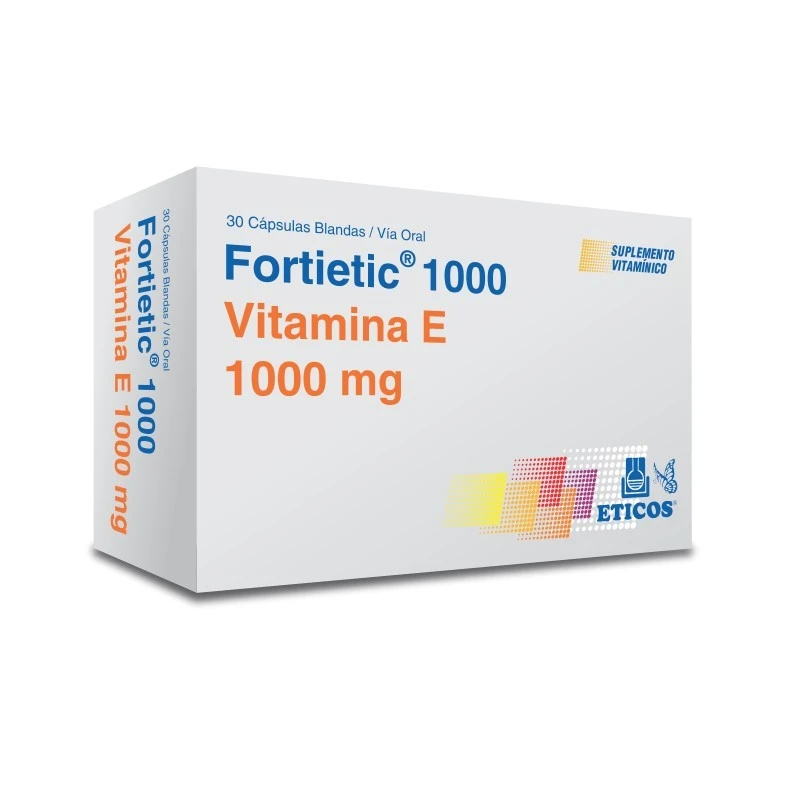 30 Cápsulas Blandas / Vía Oral
Fortietic® 1000
Vitamina E 1000 mg
30 Cápsulas Blandas / Vía Oral
Fortietic® 1000
Vitamina E
1000 mg
SUPLEMENTO
VITAMÍNICO
ETICOS®